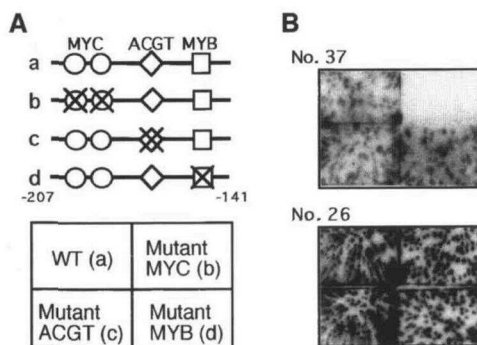 A
MYC ACGT MYB
a
b
c
d
-207 -141
WT (a)
Mutant
MYC (b)
Mutant
ACGT (c)
Mutant
MYB (d)
B
No. 37
No. 26